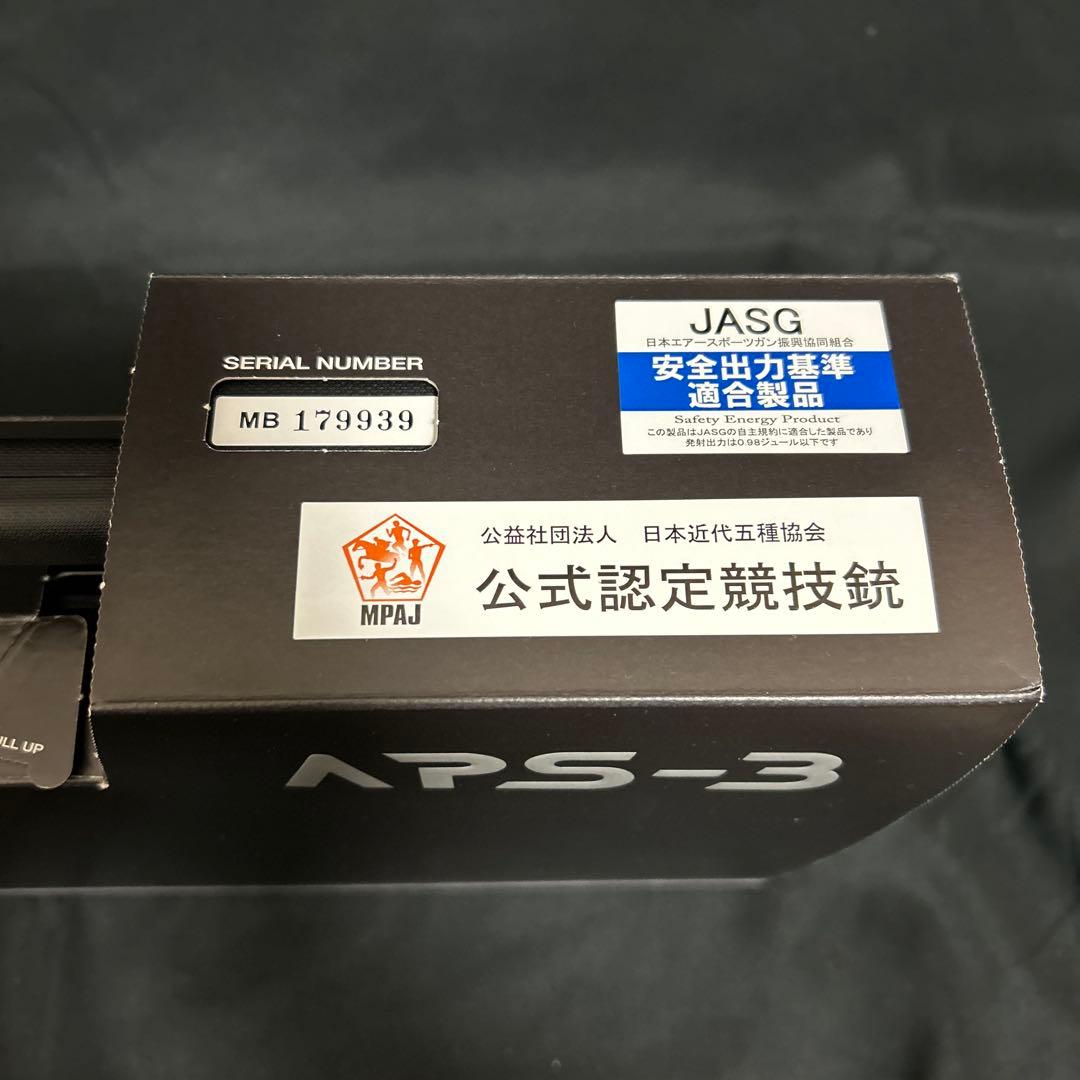 SERIAL NUMBER
MB 179939
JASG
日本エアースポーツガン振興協同組合
安全出力基準
適合製品
Safety Energy Product
この製品はJASGの自主規約に適合した製品であり
発射出力は0.98ジュール以下です
MPAJ
公益社団法人　日本近代五種協会
公式認定競技銃
APS-3
UP